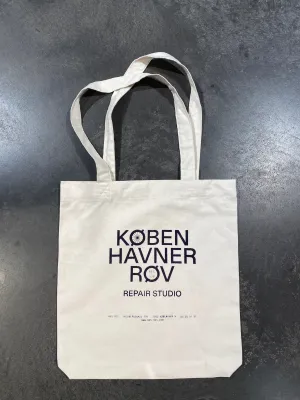 KØBEN
HAVNER
RØV
REPAIR STUDIO